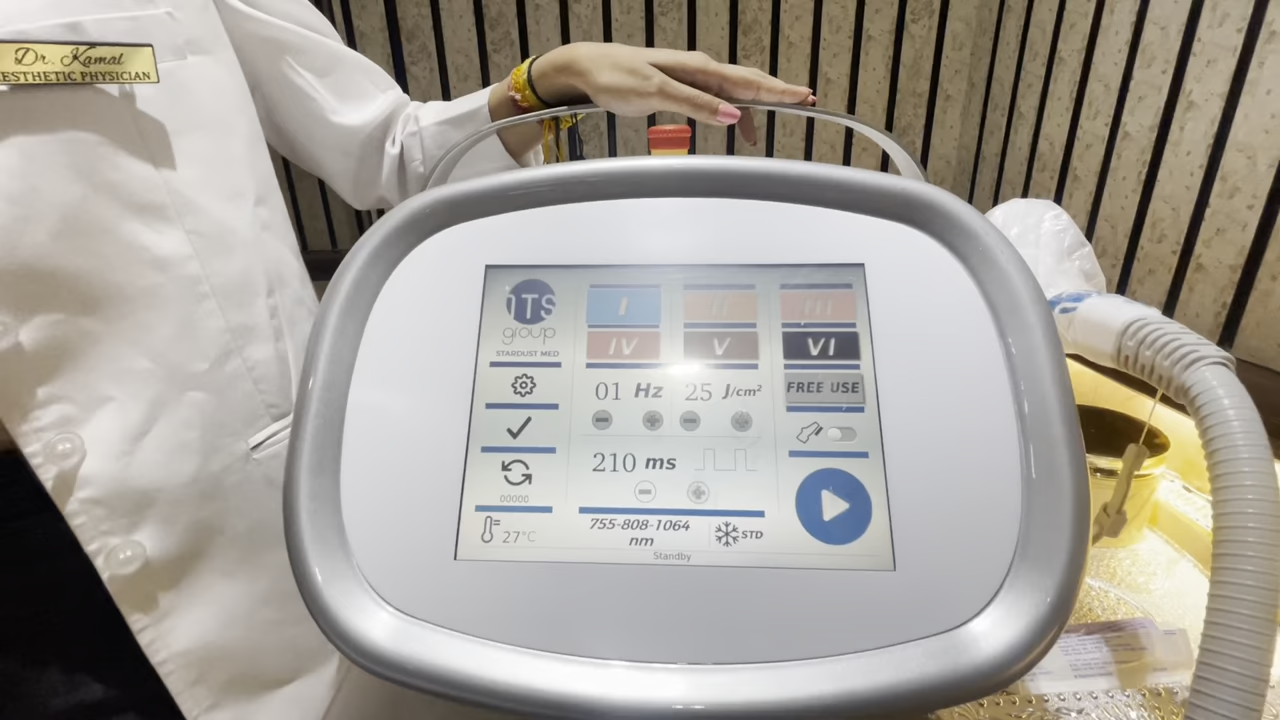 Dr. Kamal
AESTHETIC PHYSICIAN
iTS
group
STARDUST MED
I II III
IV V VI
01 Hz 25 J/cm²
FREE USE
210 ms
00000
27°C
755-808-1064
nm
STD
Standby